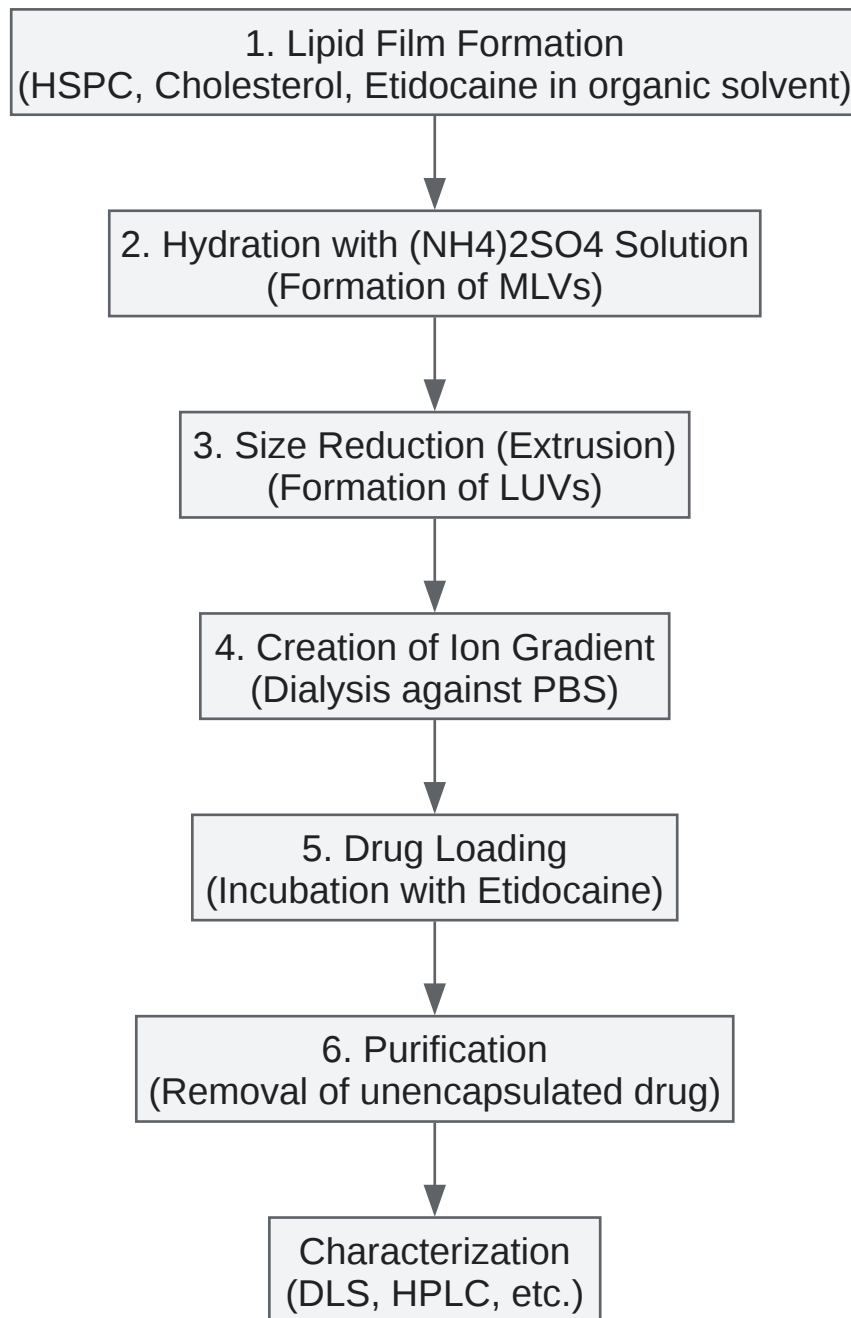 1. Lipid Film Formation
(HSPC, Cholesterol, Etidocaine in organic solvent)
2. Hydration with (NH4)2SO4 Solution
(Formation of MLVs)
3. Size Reduction (Extrusion)
(Formation of LUVs)
4. Creation of Ion Gradient
(Dialysis against PBS)
5. Drug Loading
(Incubation with Etidocaine)
6. Purification
(Removal of unencapsulated drug)
Characterization
(DLS, HPLC, etc.)